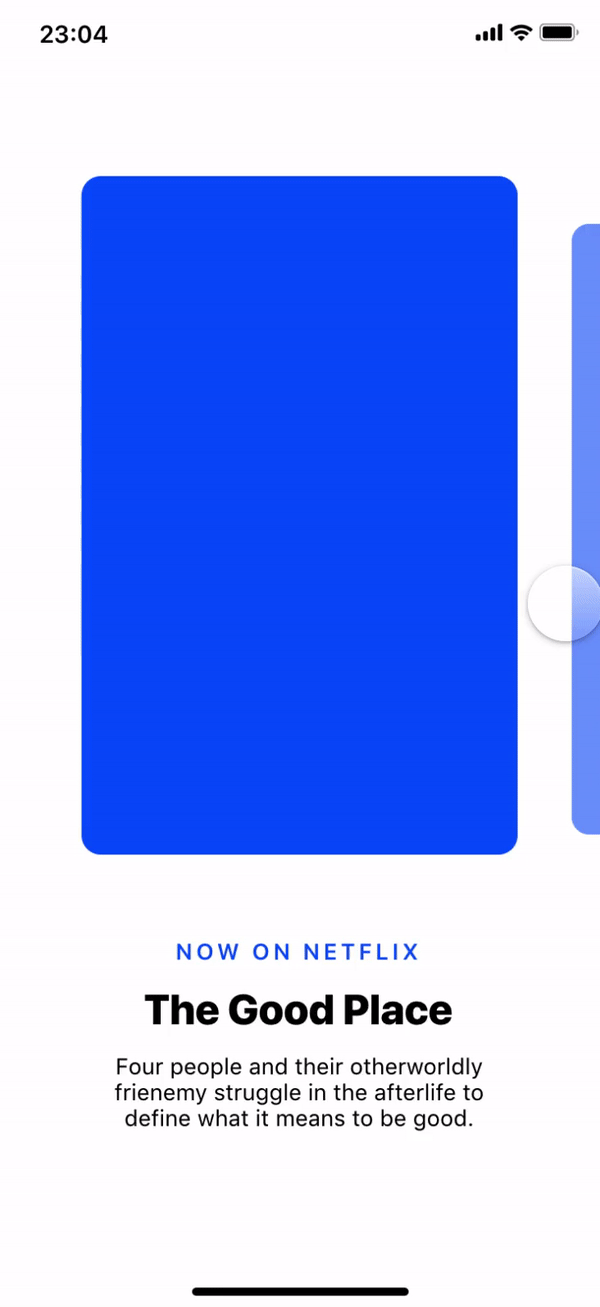 23:04
NOW ON NETFLIX
The Good Place
Four people and their otherworldly
frienemy struggle in the afterlife to
define what it means to be good.